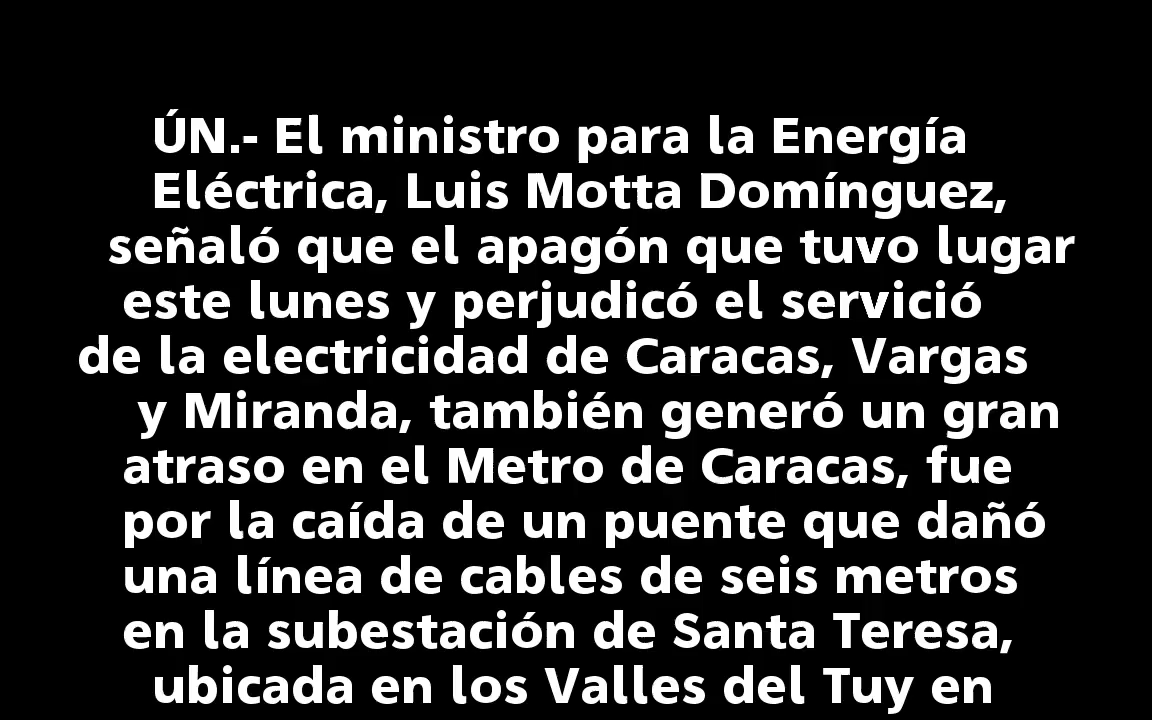 ÚN.- El ministro para la Energía
Eléctrica, Luis Motta Domínguez,
señaló que el apagón que tuvo lugar
este lunes y perjudicó el servició
de la electricidad de Caracas, Vargas
y Miranda, también generó un gran
atraso en el Metro de Caracas, fue
por la caída de un puente que dañó
una línea de cables de seis metros
en la subestación de Santa Teresa,
ubicada en los Valles del Tuy en